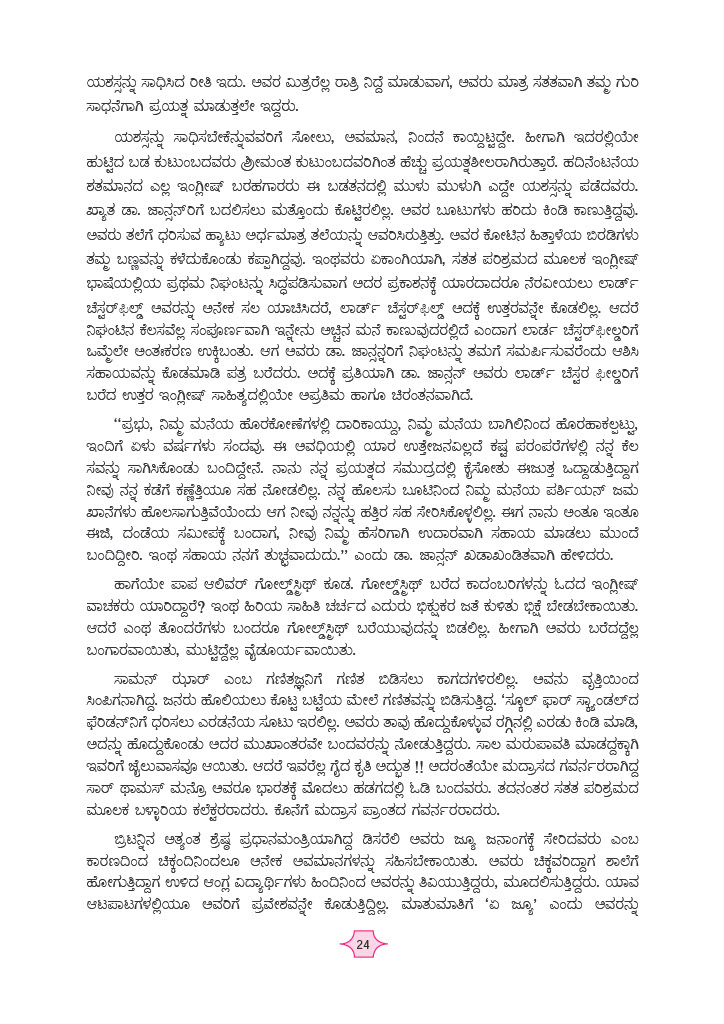 ಯಶಸ್ಸನ್ನು ಸಾಧಿಸಿದ ರೀತಿ ಇದು. ಅವರ ಮಿತ್ರರೆಲ್ಲ ರಾತ್ರಿ ನಿದ್ದೆ ಮಾಡುವಾಗ, ಅವರು ಮಾತ್ರ ಸತತವಾಗಿ ತಮ್ಮ ಗುರಿ
ಸಾಧನೆಗಾಗಿ ಪ್ರಯತ್ನ ಮಾಡುತ್ತಲೇ ಇದ್ದರು.
ಯಶಸ್ಸನ್ನು ಸಾಧಿಸಬೇಕೆನ್ನುವವರಿಗೆ ಸೋಲು, ಅವಮಾನ, ನಿಂದನೆ ಕಾಯ್ದಿಟ್ಟದ್ದೇ. ಹೀಗಾಗಿ ಇದರಲ್ಲಿಯೇ
ಹುಟ್ಟಿದ ಬಡ ಕುಟುಂಬದವರು ಶ್ರೀಮಂತ ಕುಟುಂಬದವರಿಗಿಂತ ಹೆಚ್ಚು ಪ್ರಯತ್ನಶೀಲರಾಗಿರುತ್ತಾರೆ. ಹದಿನೆಂಟನೆಯ
ಶತಮಾನದ ಎಲ್ಲ ಇಂಗ್ಲೀಷ್ ಬರಹಗಾರರು ಈ ಬಡತನದಲ್ಲಿ ಮುಳು ಮುಳುಗಿ ಎದ್ದೇ ಯಶಸ್ಸನ್ನು ಪಡೆದವರು.
ಖ್ಯಾತ ಡಾ. ಜಾನ್ಸನ್‌ರಿಗೆ ಬದಲಿಸಲು ಮತ್ತೊಂದು ಕೊಟ್ಟಿರಲಿಲ್ಲ. ಅವರ ಬೂಟುಗಳು ಹರಿದು ಕಿಂಡಿ ಕಾಣುತ್ತಿದ್ದವು.
ಅವರು ತಲೆಗೆ ಧರಿಸುವ ಹ್ಯಾಟು ಅರ್ಧಮಾತ್ರ ತಲೆಯನ್ನು ಆವರಿಸಿರುತ್ತಿತ್ತು. ಅವರ ಕೋಟಿನ ಹಿತ್ತಾಳೆಯ ಬಿರಡಿಗಳು
ತಮ್ಮ ಬಣ್ಣವನ್ನು ಕಳೆದುಕೊಂಡು ಕಪ್ಪಾಗಿದ್ದವು. ಇಂಥವರು ಏಕಾಂಗಿಯಾಗಿ, ಸತತ ಪರಿಶ್ರಮದ ಮೂಲಕ ಇಂಗ್ಲೀಷ್
ಭಾಷೆಯಲ್ಲಿಯ ಪ್ರಥಮ ನಿಘಂಟನ್ನು ಸಿದ್ಧಪಡಿಸುವಾಗ ಅದರ ಪ್ರಕಾಶನಕ್ಕೆ ಯಾರದಾದರೂ ನೆರವೀಯಲು ಲಾರ್ಡ್
ಚೆಸ್ಟರ್‌ಫಿಲ್ಡ್ ಅವರನ್ನು ಅನೇಕ ಸಲ ಯಾಚಿಸಿದರೆ, ಲಾರ್ಡ್ ಚೆಸ್ಟರ್‌ಫಿಲ್ಡ್ ಅದಕ್ಕೆ ಉತ್ತರವನ್ನೇ ಕೊಡಲಿಲ್ಲ. ಆದರೆ
ನಿಘಂಟಿನ ಕೆಲಸವೆಲ್ಲ ಸಂಪೂರ್ಣವಾಗಿ ಇನ್ನೇನು ಅಚ್ಚಿನ ಮನೆ ಕಾಣುವುದರಲ್ಲಿದೆ ಎಂದಾಗ ಲಾರ್ಡ ಚೆಸ್ಟರ್‌ಫೀಲ್ಡರಿಗೆ
ಒಮ್ಮೆಲೇ ಅಂತಃಕರಣ ಉಕ್ಕಿಬಂತು. ಆಗ ಅವರು ಡಾ. ಜಾನ್ಸನ್ನರಿಗೆ ನಿಘಂಟನ್ನು ತಮಗೆ ಸಮರ್ಪಿಸುವರೆಂದು ಆಶಿಸಿ
ಸಹಾಯವನ್ನು ಕೊಡಮಾಡಿ ಪತ್ರ ಬರೆದರು. ಅದಕ್ಕೆ ಪ್ರತಿಯಾಗಿ ಡಾ. ಜಾನ್ಸನ್ ಅವರು ಲಾರ್ಡ್ ಚೆಸ್ಟರ ಫೀಲ್ಡರಿಗೆ
ಬರೆದ ಉತ್ತರ ಇಂಗ್ಲೀಷ್ ಸಾಹಿತ್ಯದಲ್ಲಿಯೇ ಅಪ್ರತಿಮ ಹಾಗೂ ಚಿರಂತನವಾಗಿದೆ.
“ಪ್ರಭು, ನಿಮ್ಮ ಮನೆಯ ಹೊರಕೋಣೆಗಳಲ್ಲಿ ದಾರಿಕಾಯ್ದು, ನಿಮ್ಮ ಮನೆಯ ಬಾಗಿಲಿನಿಂದ ಹೊರಹಾಕಲ್ಪಟ್ಟು,
ಇಂದಿಗೆ ಏಳು ವರ್ಷಗಳು ಸಂದವು. ಈ ಅವಧಿಯಲ್ಲಿ ಯಾರ ಉತ್ತೇಜನವಿಲ್ಲದೆ ಕಷ್ಟ ಪರಂಪರೆಗಳಲ್ಲಿ ನನ್ನ ಕೆಲ
ಸವನ್ನು ಸಾಗಿಸಿಕೊಂಡು ಬಂದಿದ್ದೇನೆ. ನಾನು ನನ್ನ ಪ್ರಯತ್ನದ ಸಮುದ್ರದಲ್ಲಿ ಕೈಸೋತು ಈಜುತ್ತ ಒದ್ದಾಡುತ್ತಿದ್ದಾಗ
ನೀವು ನನ್ನ ಕಡೆಗೆ ಕಣ್ಣೆತ್ತಿಯೂ ಸಹ ನೋಡಲಿಲ್ಲ. ನನ್ನ ಹೊಲಸು ಬೂಟಿನಿಂದ ನಿಮ್ಮ ಮನೆಯ ಪರ್ಶಿಯನ್ ಜಮ
ಖಾನೆಗಳು ಹೊಲಸಾಗುತ್ತಿವೆಯೆಂದು ಆಗ ನೀವು ನನ್ನನ್ನು ಹತ್ತಿರ ಸಹ ಸೇರಿಸಿಕೊಳ್ಳಲಿಲ್ಲ. ಈಗ ನಾನು ಅಂತೂ ಇಂತೂ
ಈಜಿ, ದಂಡೆಯ ಸಮೀಪಕ್ಕೆ ಬಂದಾಗ, ನೀವು ನಿಮ್ಮ ಹೆಸರಿಗಾಗಿ ಉದಾರವಾಗಿ ಸಹಾಯ ಮಾಡಲು ಮುಂದೆ
ಬಂದಿದ್ದೀರಿ. ಇಂಥ ಸಹಾಯ ನನಗೆ ತುಚ್ಛವಾದುದು.” ಎಂದು ಡಾ. ಜಾನ್ಸನ್ ಖಡಾಖಂಡಿತವಾಗಿ ಹೇಳಿದರು.
ಹಾಗೆಯೇ ಪಾಪ ಆಲಿವರ್ ಗೋಲ್ಡ್‌ಸ್ಮಿಥ್ ಕೂಡ. ಗೋಲ್ಡ್‌ಸ್ಮಿಥ್ ಬರೆದ ಕಾದಂಬರಿಗಳನ್ನು ಓದದ ಇಂಗ್ಲೀಷ್
ವಾಚಕರು ಯಾರಿದ್ದಾರೆ? ಇಂಥ ಹಿರಿಯ ಸಾಹಿತಿ ಚರ್ಚದ ಎದುರು ಭಿಕ್ಷುಕರ ಜತೆ ಕುಳಿತು ಭಿಕ್ಷೆ ಬೇಡಬೇಕಾಯಿತು.
ಆದರೆ ಎಂಥ ತೊಂದರೆಗಳು ಬಂದರೂ ಗೋಲ್ಡ್‌ಸ್ಮಿಥ್ ಬರೆಯುವುದನ್ನು ಬಿಡಲಿಲ್ಲ. ಹೀಗಾಗಿ ಅವರು ಬರೆದದ್ದೆಲ್ಲ
ಬಂಗಾರವಾಯಿತು, ಮುಟ್ಟಿದ್ದೆಲ್ಲ ವೈಡೂರ್ಯವಾಯಿತು.
ಸಾಮನ್ ಝಾರ್ ಎಂಬ ಗಣಿತಜ್ಞನಿಗೆ ಗಣಿತ ಬಿಡಿಸಲು ಕಾಗದಗಳಿರಲಿಲ್ಲ. ಅವನು ವೃತ್ತಿಯಿಂದ
ಸಿಂಪಿಗನಾಗಿದ್ದ. ಜನರು ಹೊಲಿಯಲು ಕೊಟ್ಟ ಬಟ್ಟೆಯ ಮೇಲೆ ಗಣಿತವನ್ನು ಬಿಡಿಸುತ್ತಿದ್ದ. ‘ಸ್ಕೂಲ್ ಫಾರ್ ಸ್ಕ್ಯಾಂಡಲ್‌ದ
ಫೆರಿಡನ್‌ನಿಗೆ ಧರಿಸಲು ಎರಡನೆಯ ಸೂಟು ಇರಲಿಲ್ಲ. ಅವರು ತಾವು ಹೊದ್ದುಕೊಳ್ಳುವ ರಗ್ಗಿನಲ್ಲಿ ಎರಡು ಕಿಂಡಿ ಮಾಡಿ,
ಅದನ್ನು ಹೊದ್ದುಕೊಂಡು ಅದರ ಮುಖಾಂತರವೇ ಬಂದವರನ್ನು ನೋಡುತ್ತಿದ್ದರು. ಸಾಲ ಮರುಪಾವತಿ ಮಾಡದ್ದಕ್ಕಾಗಿ
ಇವರಿಗೆ ಜೈಲುವಾಸವೂ ಆಯಿತು. ಆದರೆ ಇವರೆಲ್ಲ ಗೈದ ಕೃತಿ ಅದ್ಭುತ !! ಅದರಂತೆಯೇ ಮದ್ರಾಸದ ಗವರ್ನರರಾಗಿದ್ದ
ಸಾರ್ ಥಾಮಸ್ ಮನ್ರೊ ಅವರೂ ಭಾರತಕ್ಕೆ ಮೊದಲು ಹಡಗದಲ್ಲಿ ಓಡಿ ಬಂದವರು. ತದನಂತರ ಸತತ ಪರಿಶ್ರಮದ
ಮೂಲಕ ಬಳ್ಳಾರಿಯ ಕಲೆಕ್ಟರರಾದರು. ಕೊನೆಗೆ ಮದ್ರಾಸ ಪ್ರಾಂತದ ಗವರ್ನರರಾದರು.
ಬ್ರಿಟನ್ನಿನ ಅತ್ಯಂತ ಶ್ರೆಷ್ಠ ಪ್ರಧಾನಮಂತ್ರಿಯಾಗಿದ್ದ ಡಿಸರೆಲಿ ಅವರು ಜ್ಯೂ ಜನಾಂಗಕ್ಕೆ ಸೇರಿದವರು ಎಂಬ
ಕಾರಣದಿಂದ ಚಿಕ್ಕಂದಿನಿಂದಲೂ ಅನೇಕ ಅವಮಾನಗಳನ್ನು ಸಹಿಸಬೇಕಾಯಿತು. ಅವರು ಚಿಕ್ಕವರಿದ್ದಾಗ ಶಾಲೆಗೆ
ಹೋಗುತ್ತಿದ್ದಾಗ ಉಳಿದ ಆಂಗ್ಲ ವಿದ್ಯಾರ್ಥಿಗಳು ಹಿಂದಿನಿಂದ ಅವರನ್ನು ತಿವಿಯುತ್ತಿದ್ದರು, ಮೂದಲಿಸುತ್ತಿದ್ದರು. ಯಾವ
ಆಟಪಾಟಗಳಲ್ಲಿಯೂ ಅವರಿಗೆ ಪ್ರವೇಶವನ್ನೇ ಕೊಡುತ್ತಿದ್ದಿಲ್ಲ. ಮಾತುಮಾತಿಗೆ ‘ಏ ಜ್ಯೂ’ ಎಂದು ಅವರನ್ನು
24